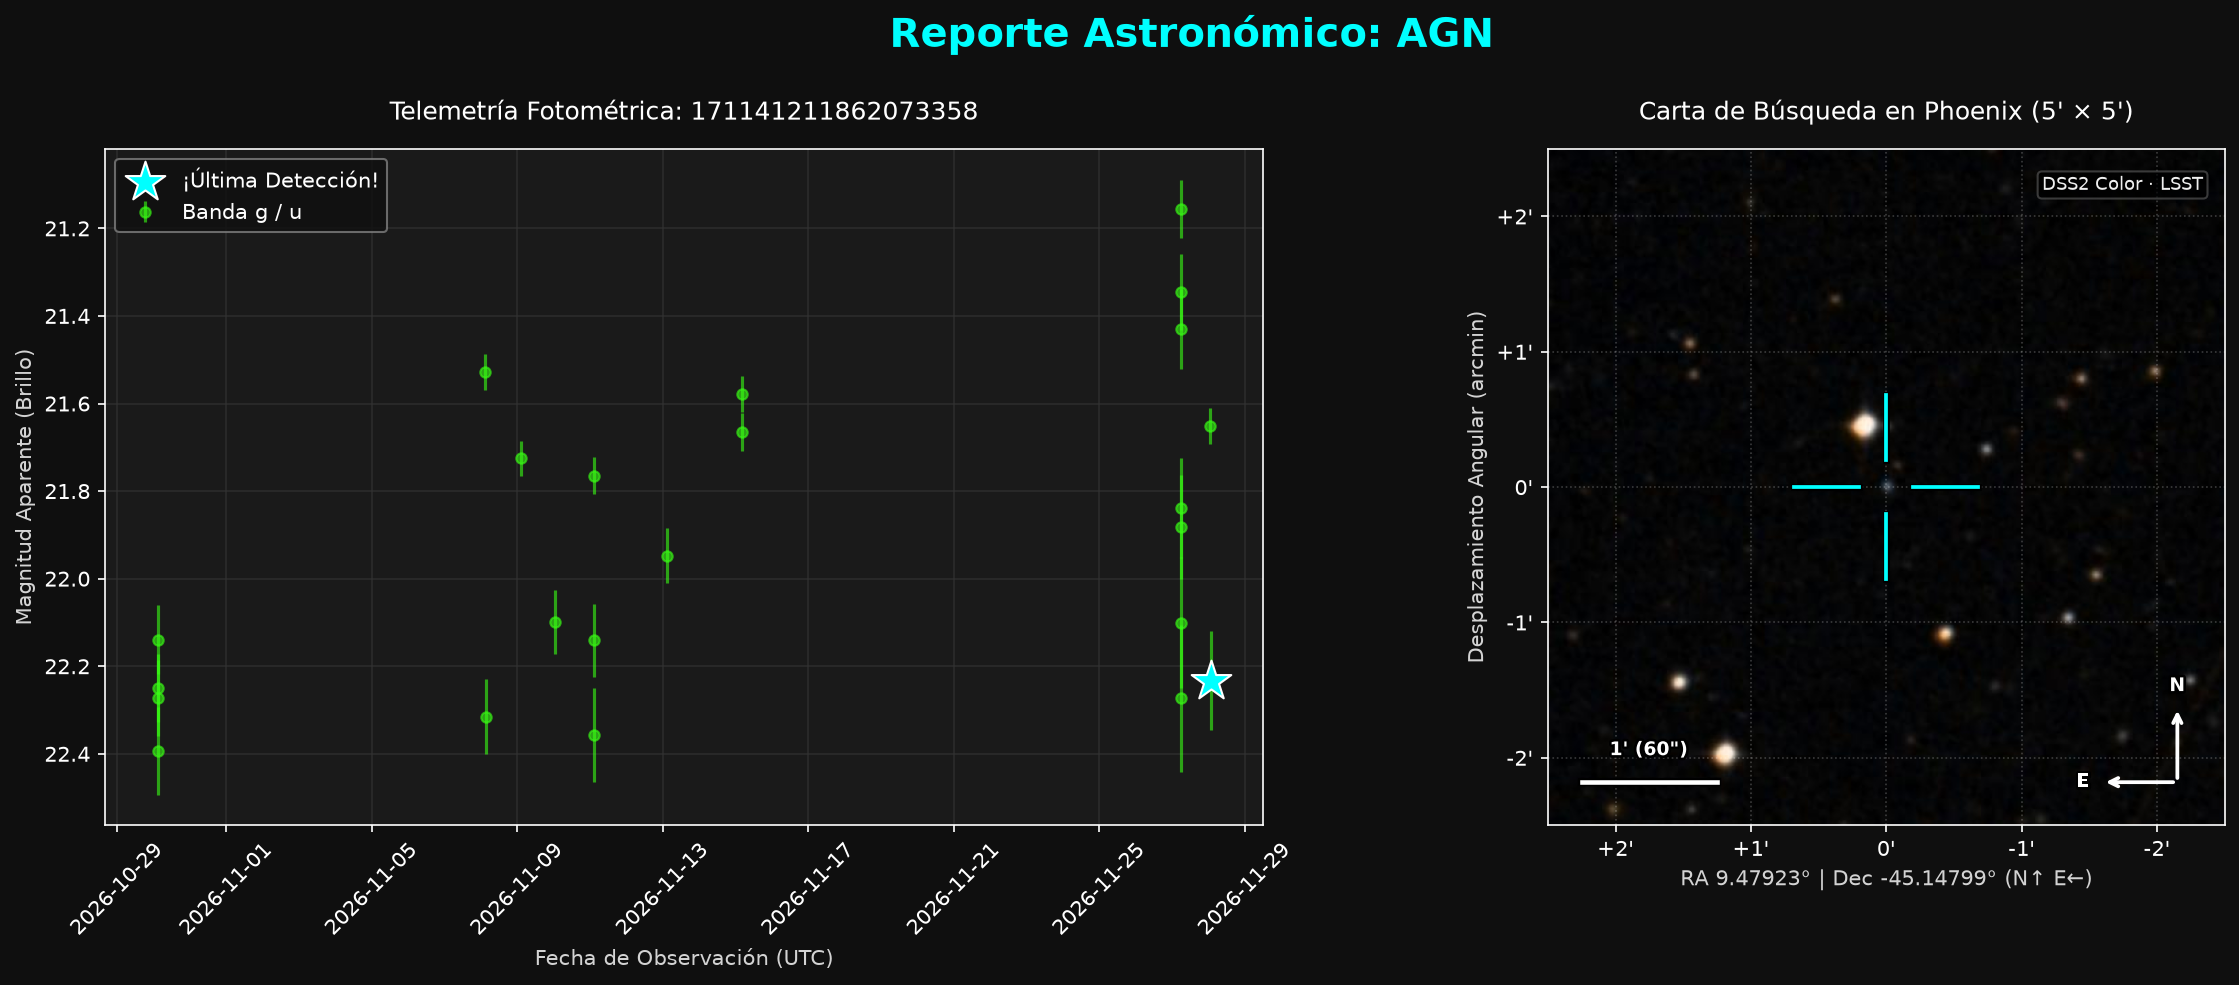 Reporte Astronómico: AGN
Telemetría Fotométrica: 171141211862073358
¡Última Detección!
Banda g / u
Magnitud Aparente (Brillo)
21.2
21.4
21.6
21.8
22.0
22.2
22.4
2026-10-29
2026-11-01
2026-11-05
2026-11-09
2026-11-13
2026-11-17
2026-11-21
2026-11-25
2026-11-29
Fecha de Observación (UTC)
Carta de Búsqueda en Phoenix (5' × 5')
DSS2 Color · LSST
Desplazamiento Angular (arcmin)
+2'
+1'
0'
-1'
-2'
N
1' (60")
E
+2'
+1'
0'
-1'
-2'
RA 9.47923° | Dec -45.14799° (N↑ E←)